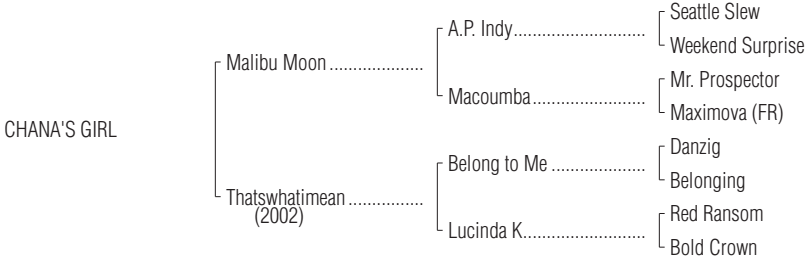 Seattle Slew
A.P. Indy..............................
Weekend Surprise
Malibu Moon .....................
Mr. Prospector
Macoumba..........................
Maximova (FR)
CHANA'S GIRL
Danzig
Belong to Me .....................
Belonging
Thatswhatimean .................
(2002)
Red Ransom
Lucinda K............................
Bold Crown